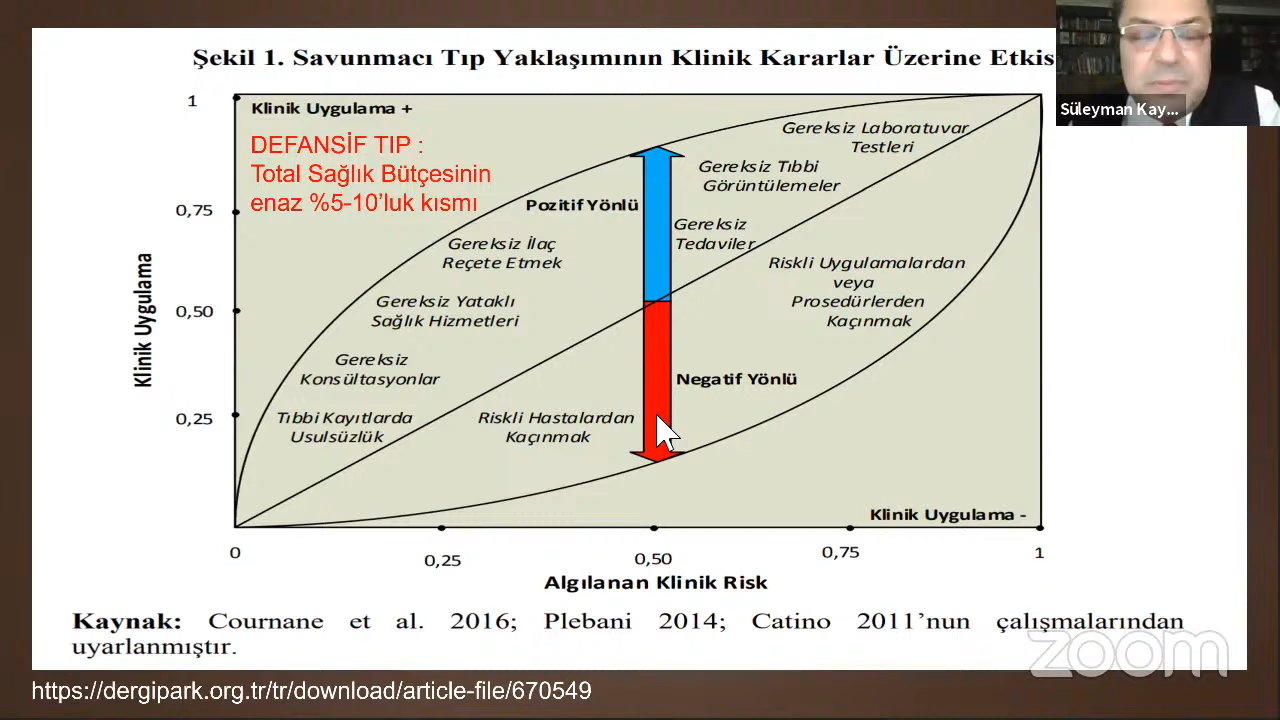 Şekil 1. Savunmacı Tıp Yaklaşımının Klinik Kararlar Üzerine Etkis
Süleyman Kay...
1
Klinik Uygulama +
DEFANSİF TIP :
Total Sağlık Bütçesinin
enaz %5-10'luk kısmı
Gereksiz Laboratuvar
Testleri
Gereksiz Tıbbi
Görüntülemeler
0,75
Pozitif Yönlü
Gereksiz
Tedaviler
Gereksiz İlaç
Reçete Etmek
Riskli Uygulamalardan
veya
Prosedürlerden
Kaçınmak
Klinik Uygulama
0,50
Gereksiz Yataklı
Sağlık Hizmetleri
Gereksiz
Konsültasyonlar
Negatif Yönlü
0,25
Tıbbi Kayıtlarda
Usulsüzlük
Riskli Hastalardan
Kaçınmak
Klinik Uygulama -
0
0,25
0,50
0,75
1
Algılanan Klinik Risk
Kaynak: Cournane et al. 2016; Plebani 2014; Catino 2011'nun çalışmalarından
uyarlanmıştır.
zoom
https://dergipark.org.tr/tr/download/article-file/670549